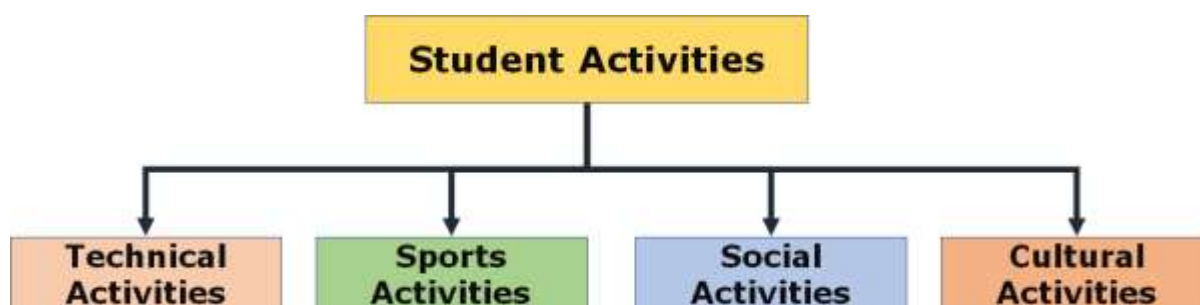 Student Activities
Technical
Activities
Sports
Activities
Social
Activities
Cultural
Activities